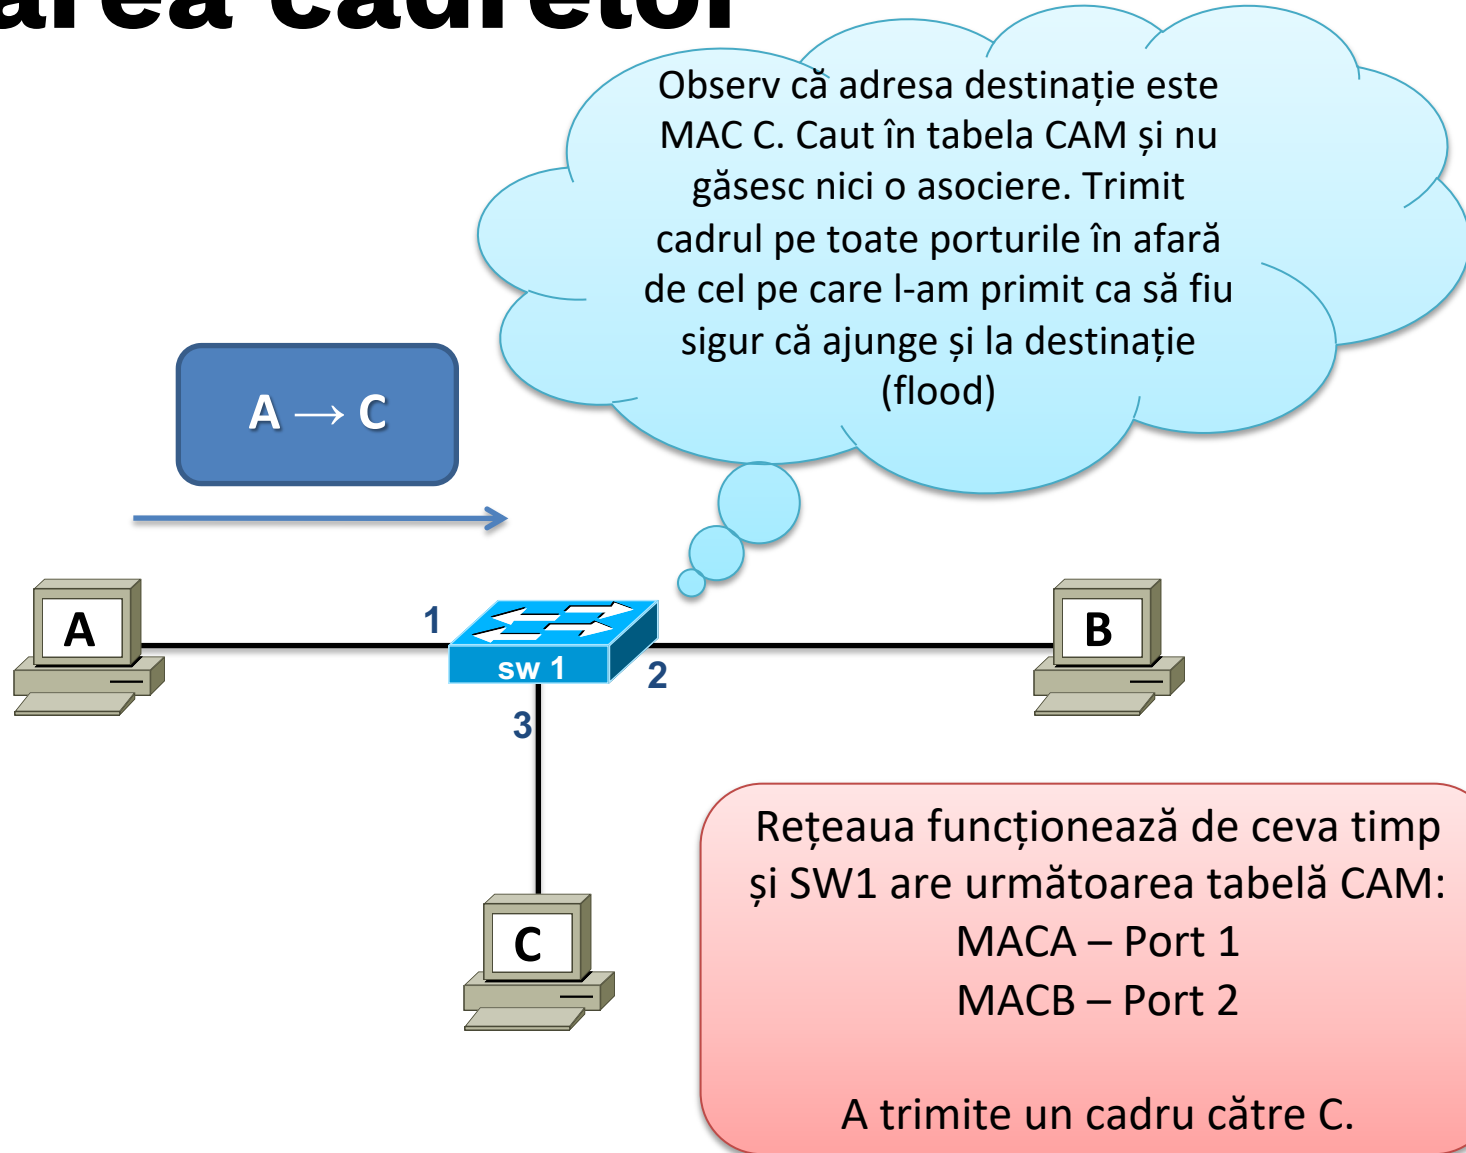 area cadrelor
Observ că adresa destinație este
MAC C. Caut în tabela CAM și nu
găsesc nici o asociere. Trimit
cadrul pe toate porturile în afară
de cel pe care l-am primit ca să fiu
sigur că ajunge și la destinație
(flood)
A → C
A
1
sw 1
2
B
3
C
Rețeaua funcționează de ceva timp
și SW1 are următoarea tabelă CAM:
MACA – Port 1
MACB – Port 2
A trimite un cadru către C.